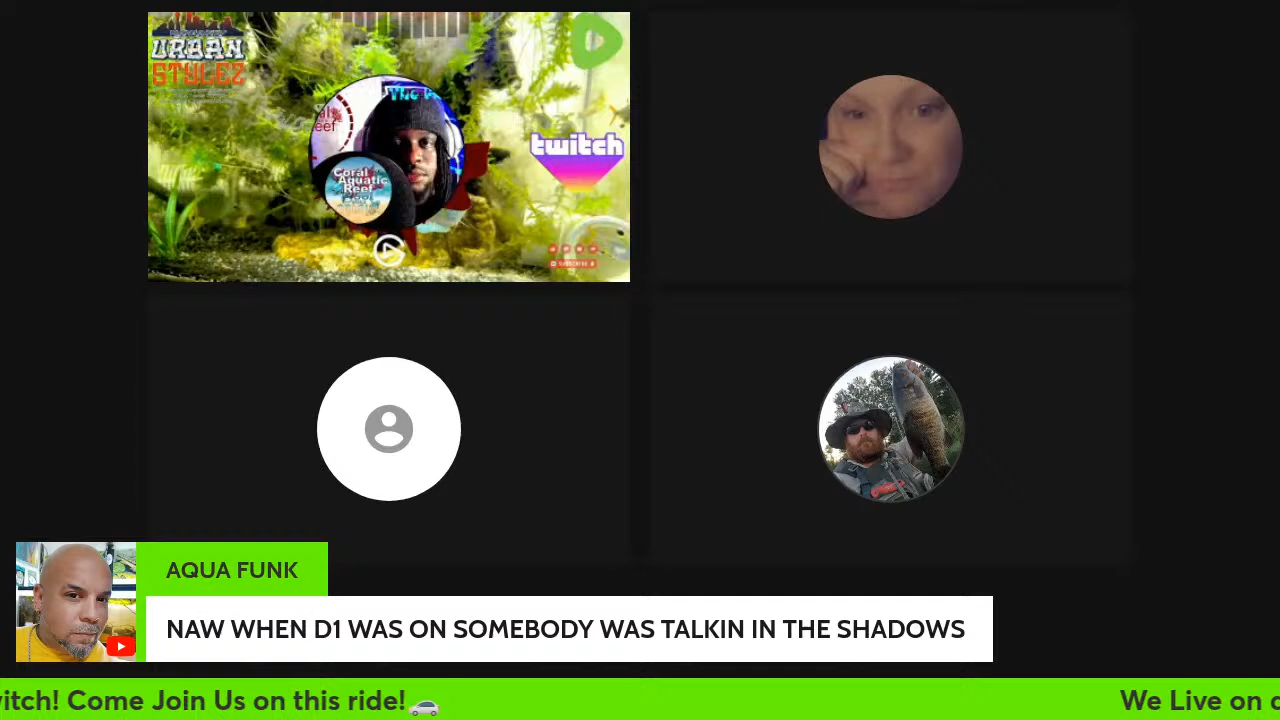 URBAN
STYLEZ
The
twitch
Coral
Aquatic
Reef
AQUA FUNK
NAW WHEN D1 WAS ON SOMEBODY WAS TALKIN IN THE SHADOWS
itch! Come Join Us on this ride! We Live on